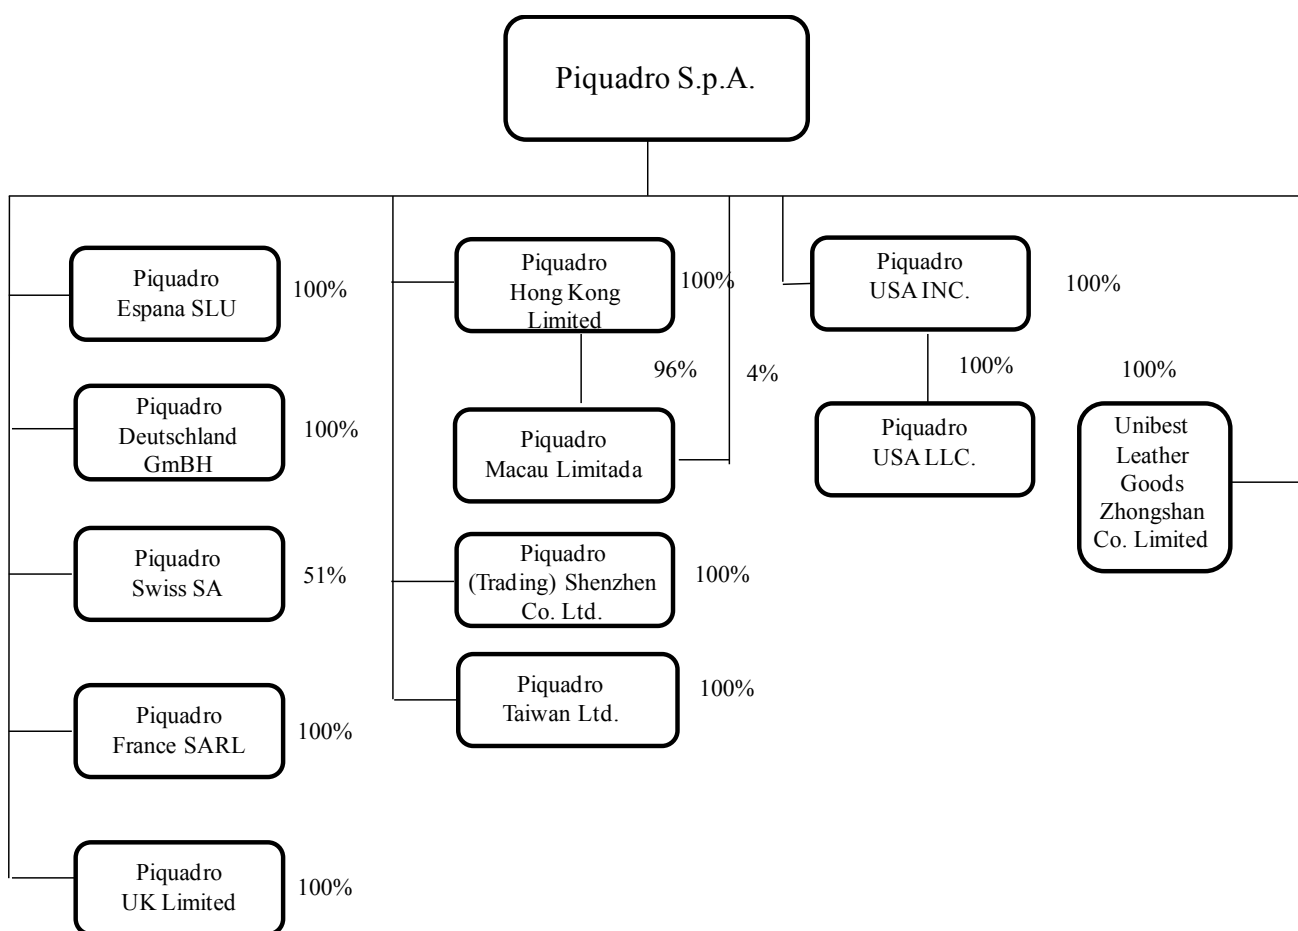 Piquadro S.p.A.
Piquadro
Espana SLU
100%
Piquadro
Deutschland
GmBH
100%
Piquadro
Swiss SA
51%
Piquadro
France SARL
100%
Piquadro
UK Limited
100%
Piquadro
Hong Kong
Limited
100%
96%
4%
Piquadro
Macau Limitada
Piquadro
(Trading) Shenzhen
Co. Ltd.
100%
Piquadro
Taiwan Ltd.
100%
Piquadro
USA INC.
100%
100%
Piquadro
USA LLC.
100%
Unibest
Leather
Goods
Zhongshan
Co. Limited